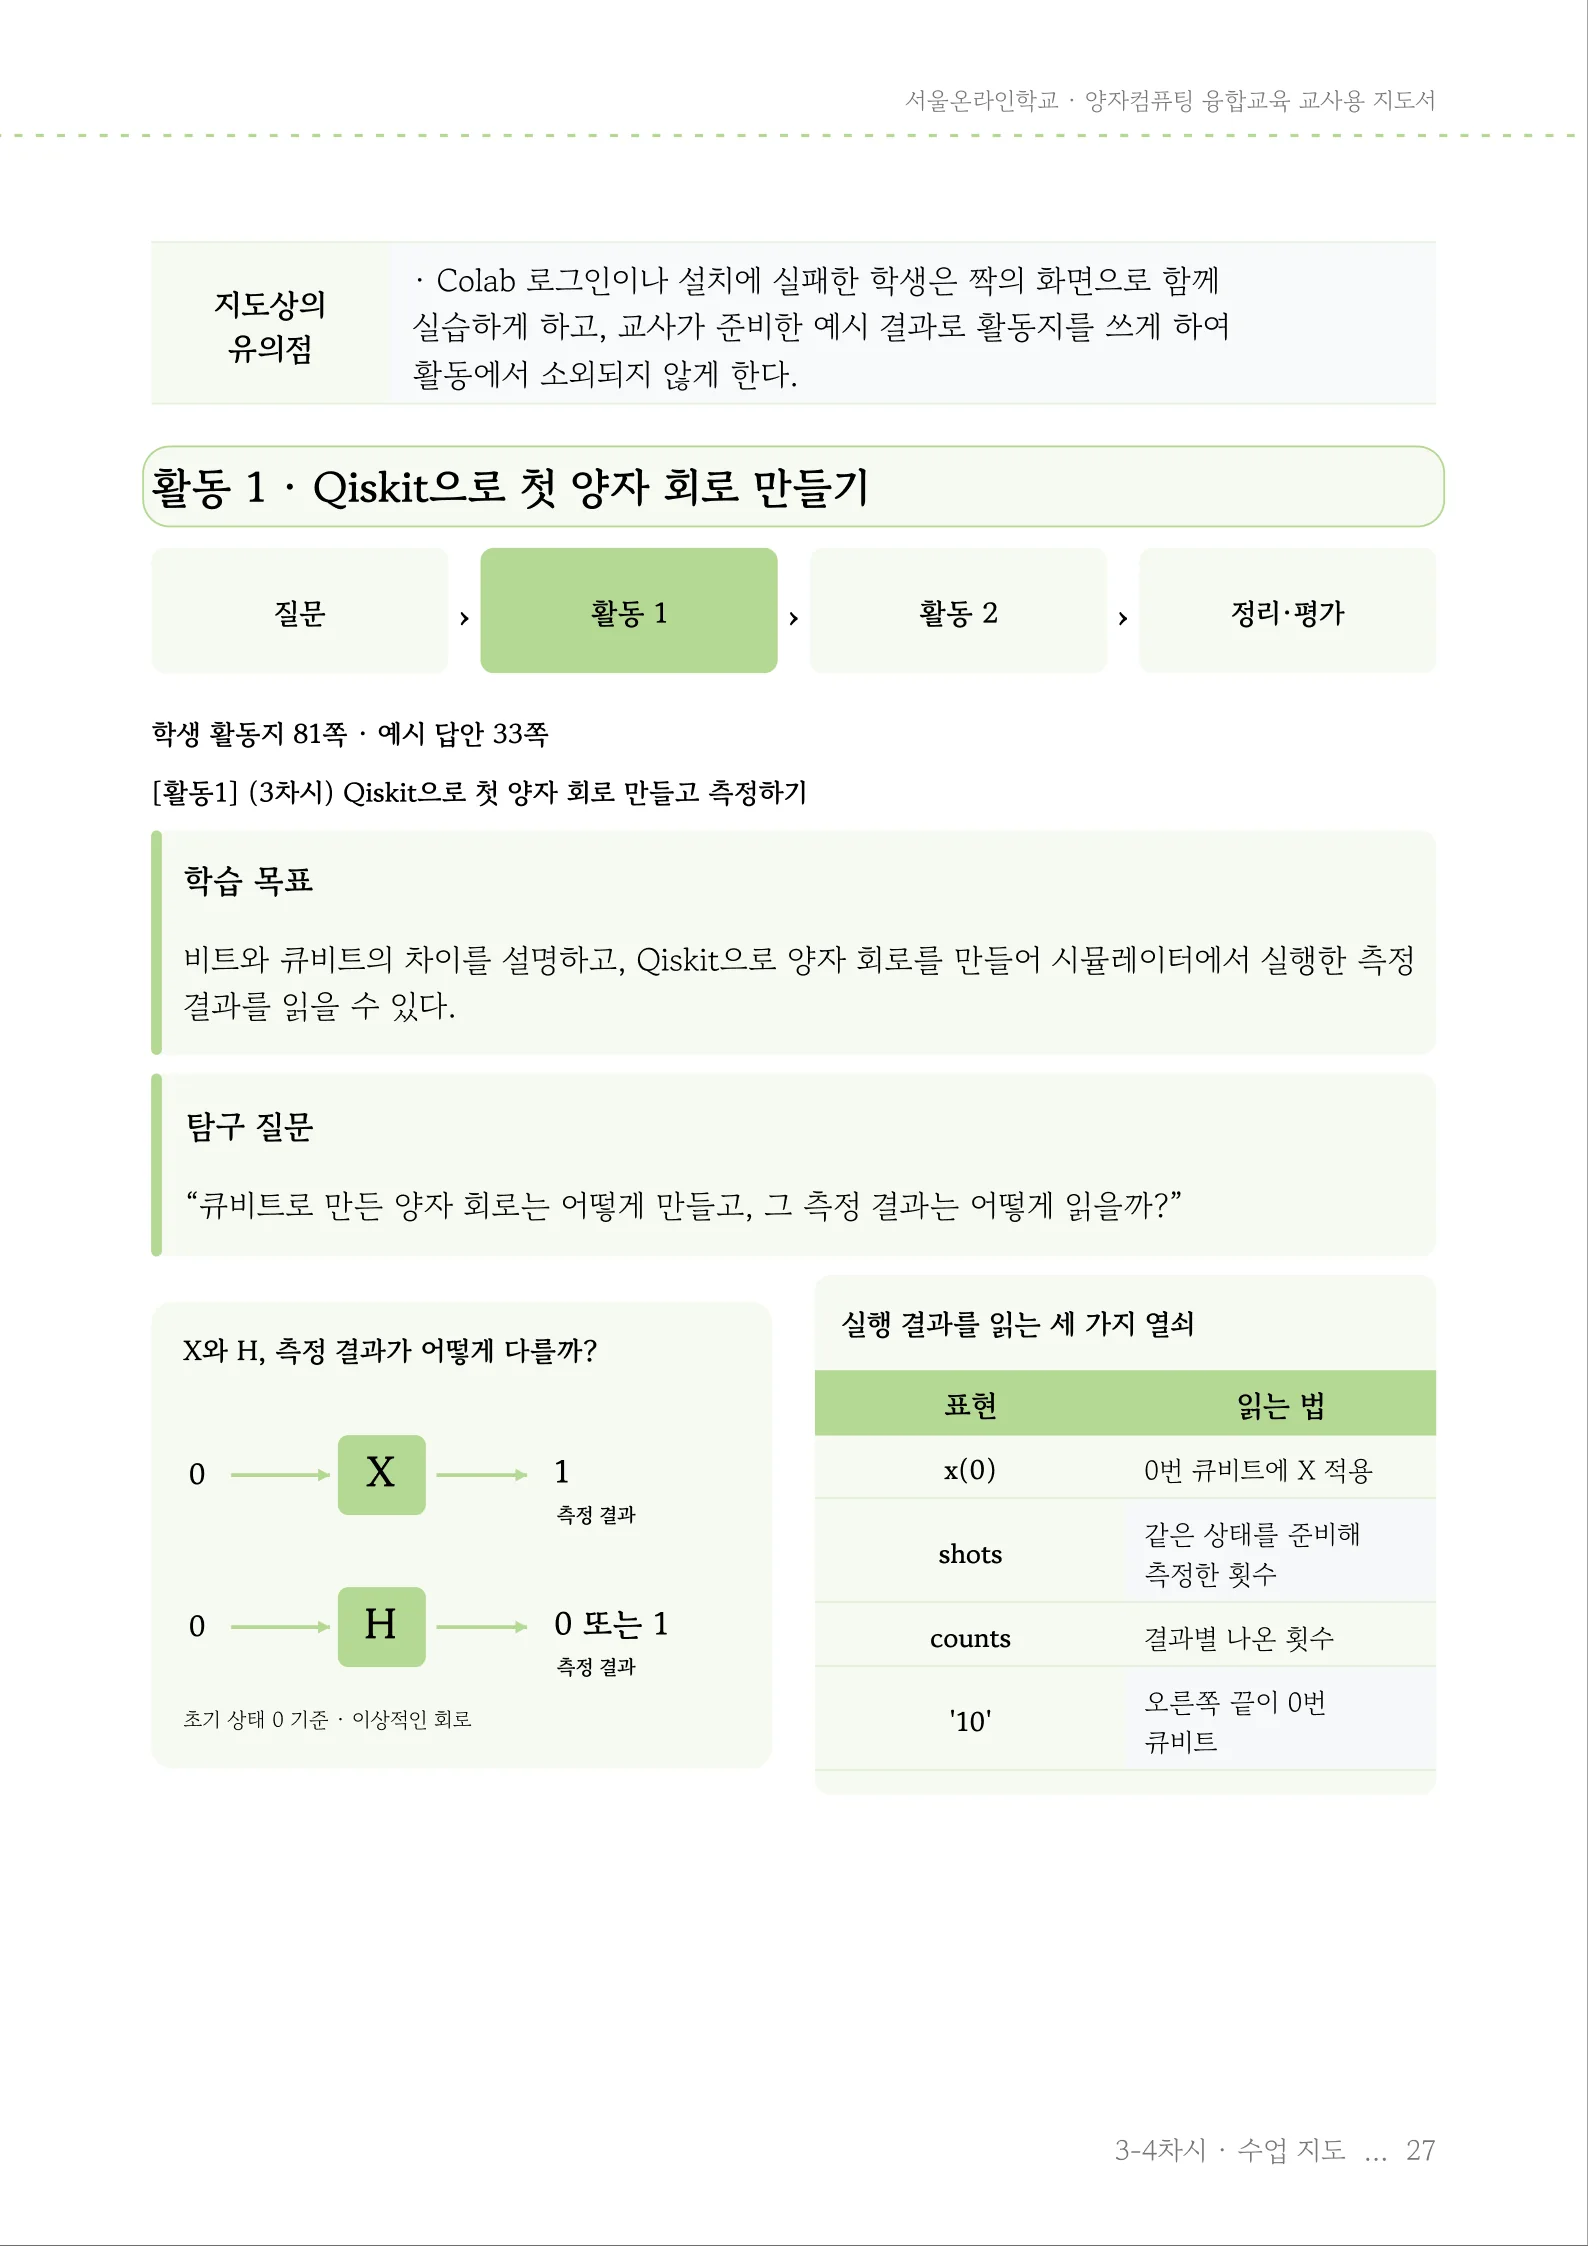 서울온라인학교 · 양자컴퓨팅 융합교육 교사용 지도서
지도상의
유의점
· Colab 로그인이나 설치에 실패한 학생은 짝의 화면으로 함께
실습하게 하고, 교사가 준비한 예시 결과로 활동지를 쓰게 하여
활동에서 소외되지 않게 한다.
활동 1 · Qiskit으로 첫 양자 회로 만들기
질문 › 활동 1 › 활동 2 › 정리·평가
학생 활동지 81쪽 · 예시 답안 33쪽
[활동1] (3차시) Qiskit으로 첫 양자 회로 만들고 측정하기
학습 목표
비트와 큐비트의 차이를 설명하고, Qiskit으로 양자 회로를 만들어 시뮬레이터에서 실행한 측정
결과를 읽을 수 있다.
탐구 질문
“큐비트로 만든 양자 회로는 어떻게 만들고, 그 측정 결과는 어떻게 읽을까?”
X와 H, 측정 결과가 어떻게 다를까?
0 X 1
측정 결과
0 H 0 또는 1
측정 결과
초기 상태 0 기준 · 이상적인 회로
실행 결과를 읽는 세 가지 열쇠
표현 읽는 법
x(0) 0번 큐비트에 X 적용
shots 같은 상태를 준비해
측정한 횟수
counts 결과별 나온 횟수
'10' 오른쪽 끝이 0번
큐비트
3-4차시 · 수업 지도 ... 27